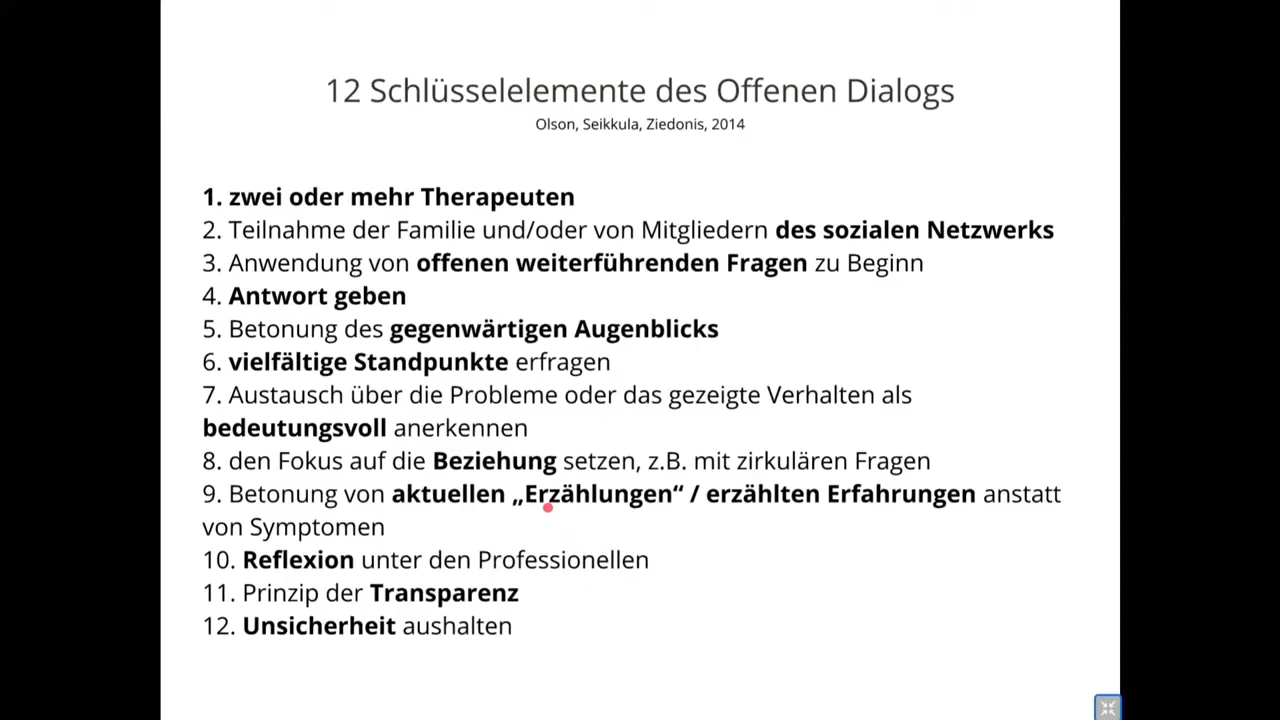 12 Schlüsselelemente des Offenen Dialogs
Olson, Seikkula, Ziedonis, 2014
1. zwei oder mehr Therapeuten
2. Teilnahme der Familie und/oder von Mitgliedern des sozialen Netzwerks
3. Anwendung von offenen weiterführenden Fragen zu Beginn
4. Antwort geben
5. Betonung des gegenwärtigen Augenblicks
6. vielfältige Standpunkte erfragen
7. Austausch über die Probleme oder das gezeigte Verhalten als
bedeutungsvoll anerkennen
8. den Fokus auf die Beziehung setzen, z.B. mit zirkulären Fragen
9. Betonung von aktuellen „Erzählungen“ / erzählten Erfahrungen anstatt
von Symptomen
10. Reflexion unter den Professionellen
11. Prinzip der Transparenz
12. Unsicherheit aushalten